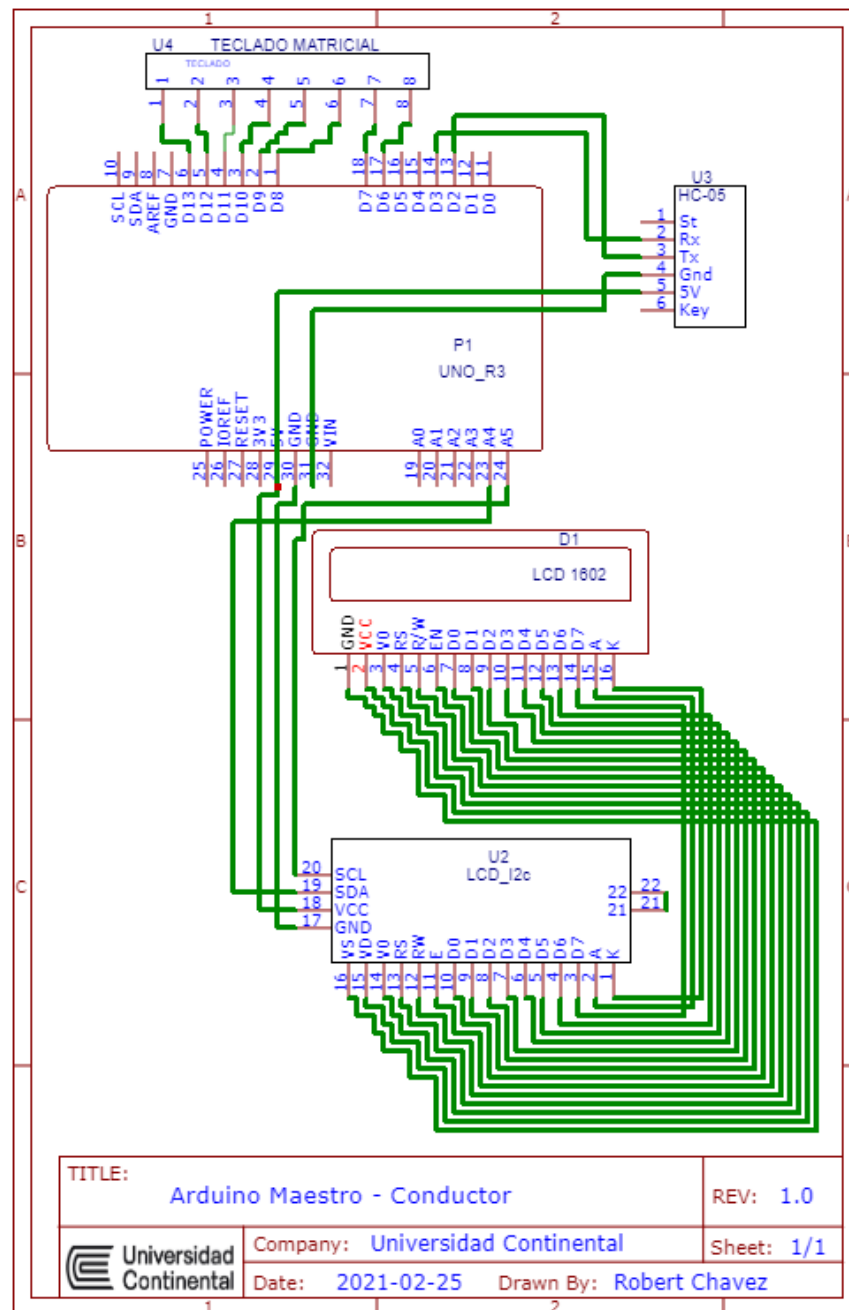 1 2
U4 TECLADO MATRICIAL
TECLADO
1 2 3 4 5 6 7 8
1 2 3 4 5 6 7 8
10 9 8 7 6 5 4 3 2 1 18 17 16 15 14 13 12 11
SCL SDA AREF GND D13 D12 D11 D10 D9 D8 D7 D6 D5 D4 D3 D2 D1 D0
A
A
U3
HC-05
1 St
2 Rx
3 Tx
4 Gnd
5 5V
6 Key
P1
UNO_R3
POWER IOREF RESET 3V3 5V GND GND VIN A0 A1 A2 A3 A4 A5
25 26 27 28 29 30 31 32 19 20 21 22 23 24
B
D1
LCD 1602
GND VCC V0 RS R/W EN D0 D1 D2 D3 D4 D5 D6 D7 A K
1 2 3 4 5 6 7 8 9 10 11 12 13 14 15 16
U2
LCD_I2c
C
20 SCL
19 SDA
18 VCC
17 GND
22 22
21 21
VS VD V0 RS RW E D0 D1 D2 D3 D4 D5 D6 D7 A K
16 15 14 13 12 11 10 9 8 7 6 5 4 3 2 1
TITLE:
Arduino Maestro - Conductor
REV: 1.0
Universidad
Continental
Company: Universidad Continental
Sheet: 1/1
Date: 2021-02-25 Drawn By: Robert Chavez
1 2